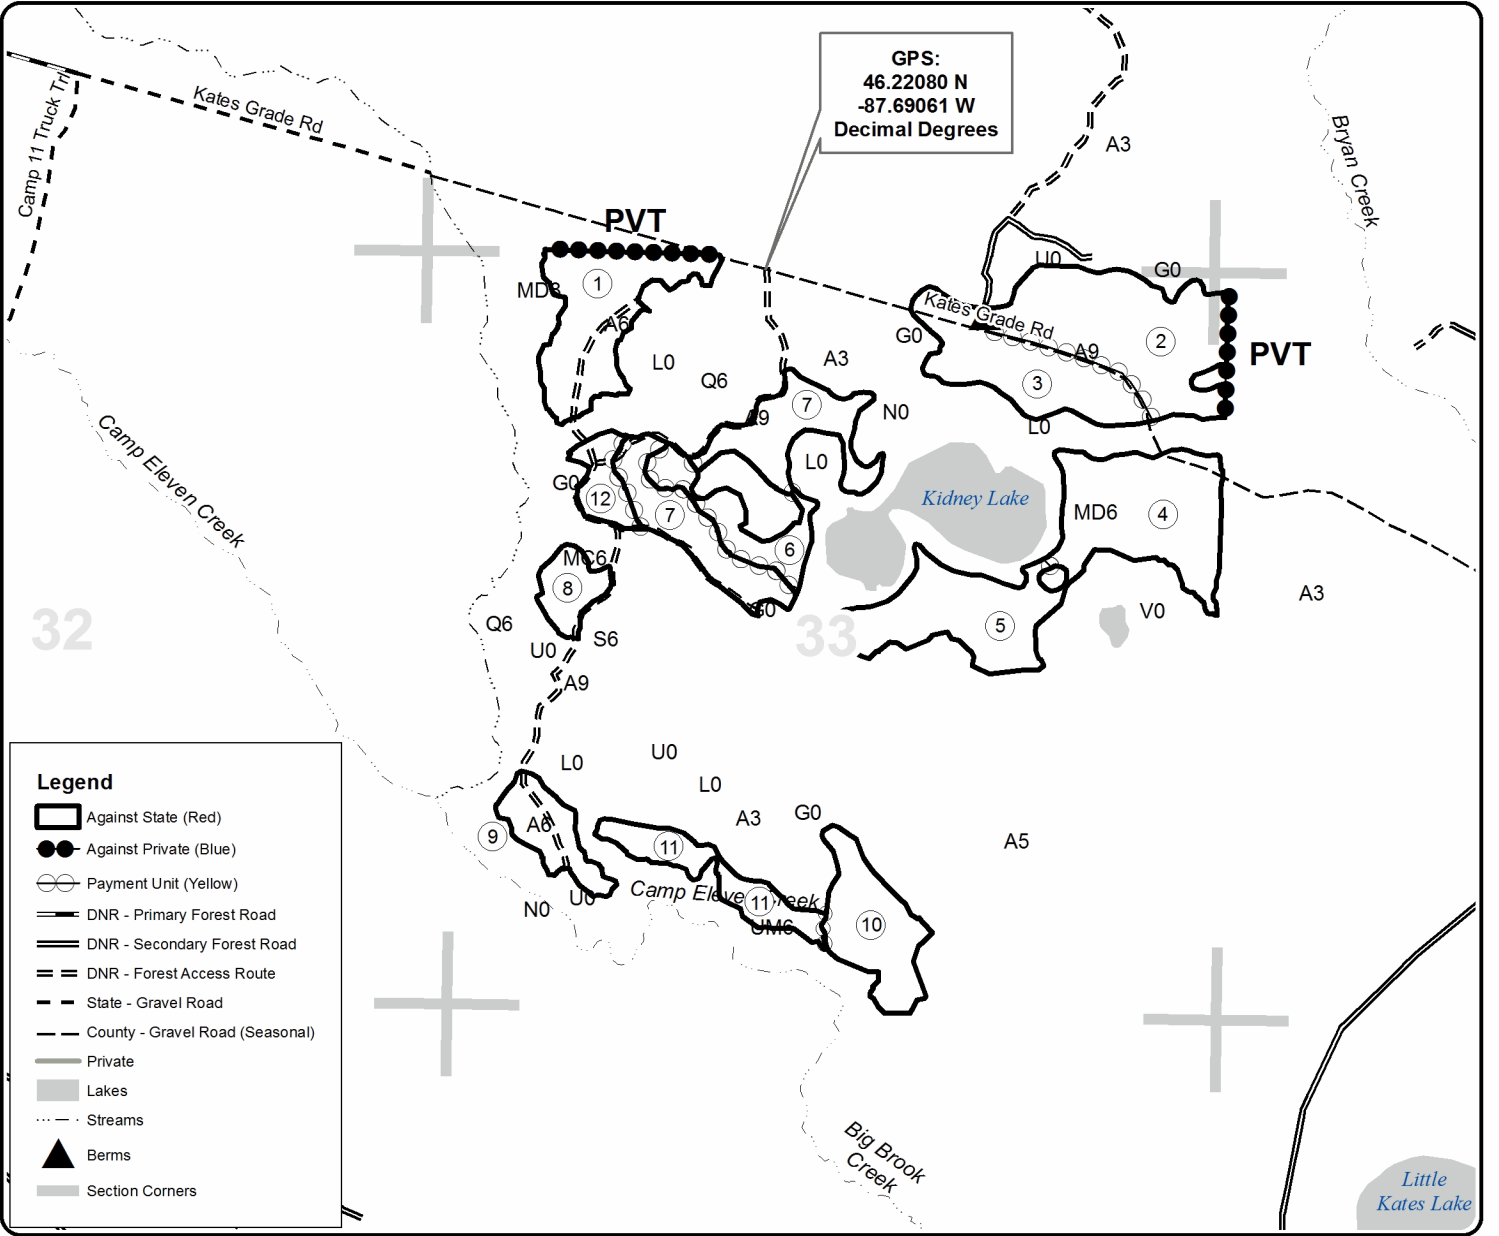 GPS:
46.22080 N
-87.69061 W
Decimal Degrees
Camp 11 Truck Trl
Kates Grade Rd
A3
Bryan Creek
PVT
U0
G0
MD8
1
A6
Kates Grade Rd
G0
A9
2
PVT
L0
Q6
A3
3
7
A9
N0
L0
Camp Eleven Creek
L0
G0
12
7
Kidney Lake
MD6
4
6
MC6
8
G0
A3
V0
32
Q6
S6
33
5
U0
A9
L0
U0
L0
A3
G0
A5
9
A6
11
N0
U0
Camp Eleven Creek
11
UM6
10
Big Brook
Creek
Little
Kates Lake
Legend
Against State (Red)
Against Private (Blue)
Payment Unit (Yellow)
DNR - Primary Forest Road
DNR - Secondary Forest Road
DNR - Forest Access Route
State - Gravel Road
County - Gravel Road (Seasonal)
Private
Lakes
Streams
Berms
Section Corners